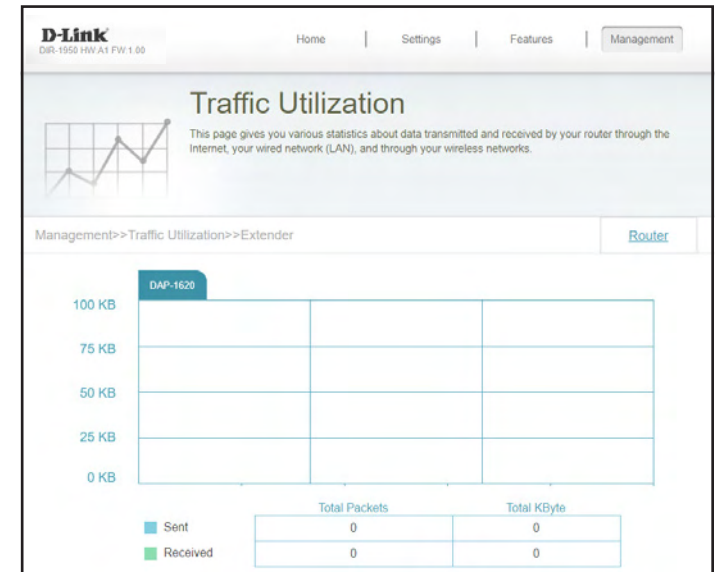 D-Link
DIR-1950 HW:A1 FW:1.00
Home | Settings | Features | Management
Traffic Utilization
This page gives you various statistics about data transmitted and received by your router through the
Internet, your wired network (LAN), and through your wireless networks.
Management>>Traffic Utilization>>Extender
Router
DAP-1620
100 KB
75 KB
50 KB
25 KB
0 KB
Total Packets Total KByte
Sent 0 0
Received 0 0